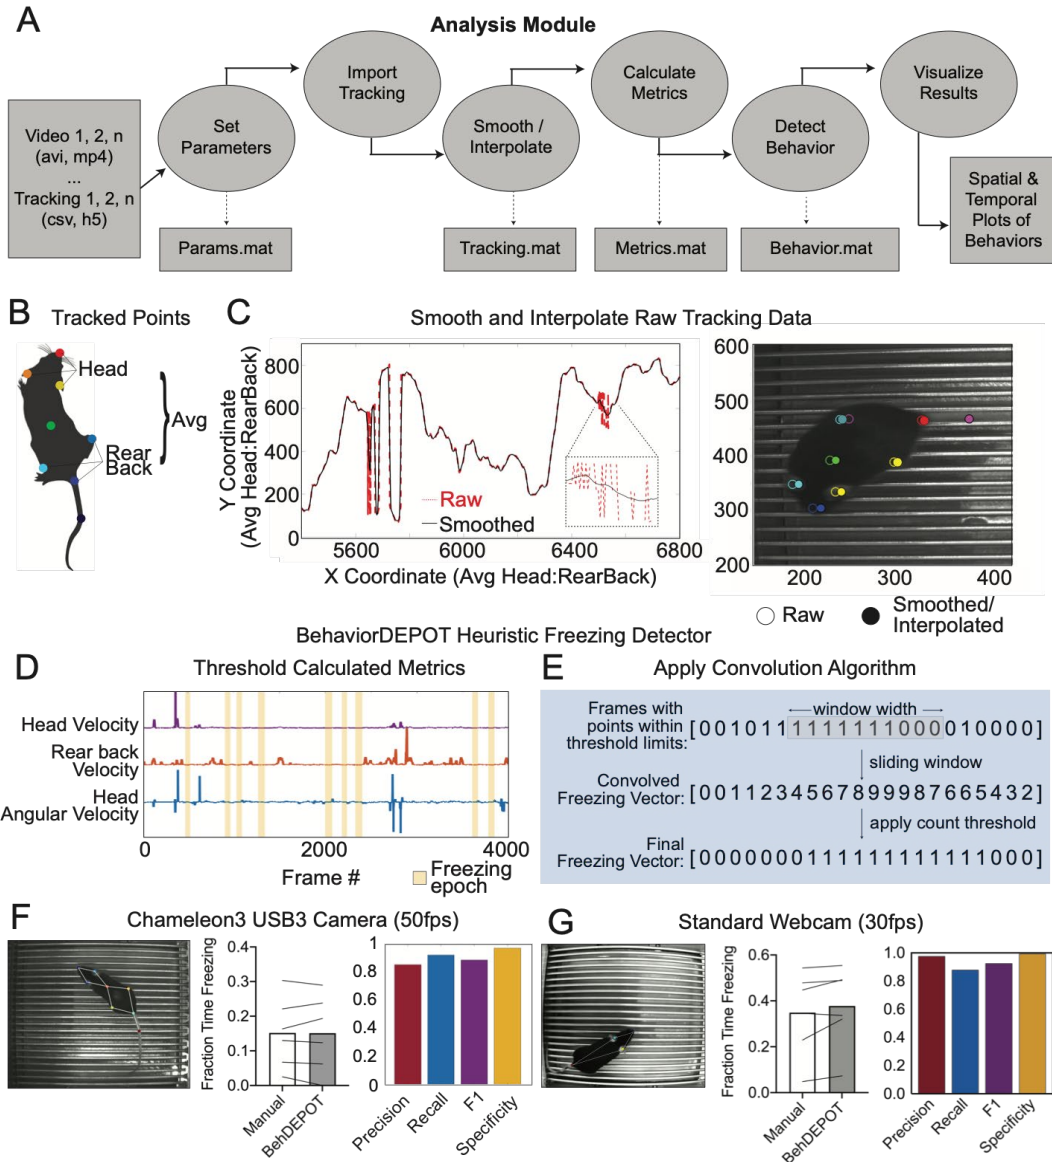 A
Analysis Module
Video 1, 2, n
(avi, mp4)
...
Tracking 1, 2, n
(csv, h5)
Set
Parameters
Import
Tracking
Smooth /
Interpolate
Calculate
Metrics
Detect
Behavior
Visualize
Results
Params.mat
Tracking.mat
Metrics.mat
Behavior.mat
Spatial &
Temporal
Plots of
Behaviors
B
Tracked Points
Head
Avg
Rear
Back
C
Smooth and Interpolate Raw Tracking Data
Y Coordinate
(Avg Head:RearBack)
800
600
400
200
0
Raw
Smoothed
5600
6000
6400
6800
X Coordinate (Avg Head:RearBack)
600
500
400
300
200
200
300
400
Raw
Smoothed/
Interpolated
BehaviorDEPOT Heuristic Freezing Detector
D
Threshold Calculated Metrics
Head Velocity
Rear back
Velocity
Head
Angular Velocity
0
2000
4000
Frame #
Freezing
epoch
E
Apply Convolution Algorithm
Frames with
points within
threshold limits:
window width
[0 0 1 0 1 1 1 1 1 1 1 1 1 0 0 0 0 1 0 0 0 0]
sliding window
Convolved
Freezing Vector:
[0 0 1 1 2 3 4 5 6 7 8 9 9 9 8 7 6 6 5 4 3 2]
apply count threshold
Final
Freezing Vector:
[0 0 0 0 0 0 0 1 1 1 1 1 1 1 1 1 1 1 1 0 0 0]
F
Chameleon3 USB3 Camera (50fps)
Fraction Time Freezing
0.4
0.3
0.2
0.1
0.0
Manual
BehDEPOT
1
0.8
0.6
0.4
0.2
0
Precision
Recall
F1
Specificity
G
Standard Webcam (30fps)
Fraction Time Freezing
0.6
0.4
0.2
0.0
Manual
BehDEPOT
1.0
0.8
0.6
0.4
0.2
0.0
Precision
Recall
F1
Specificity